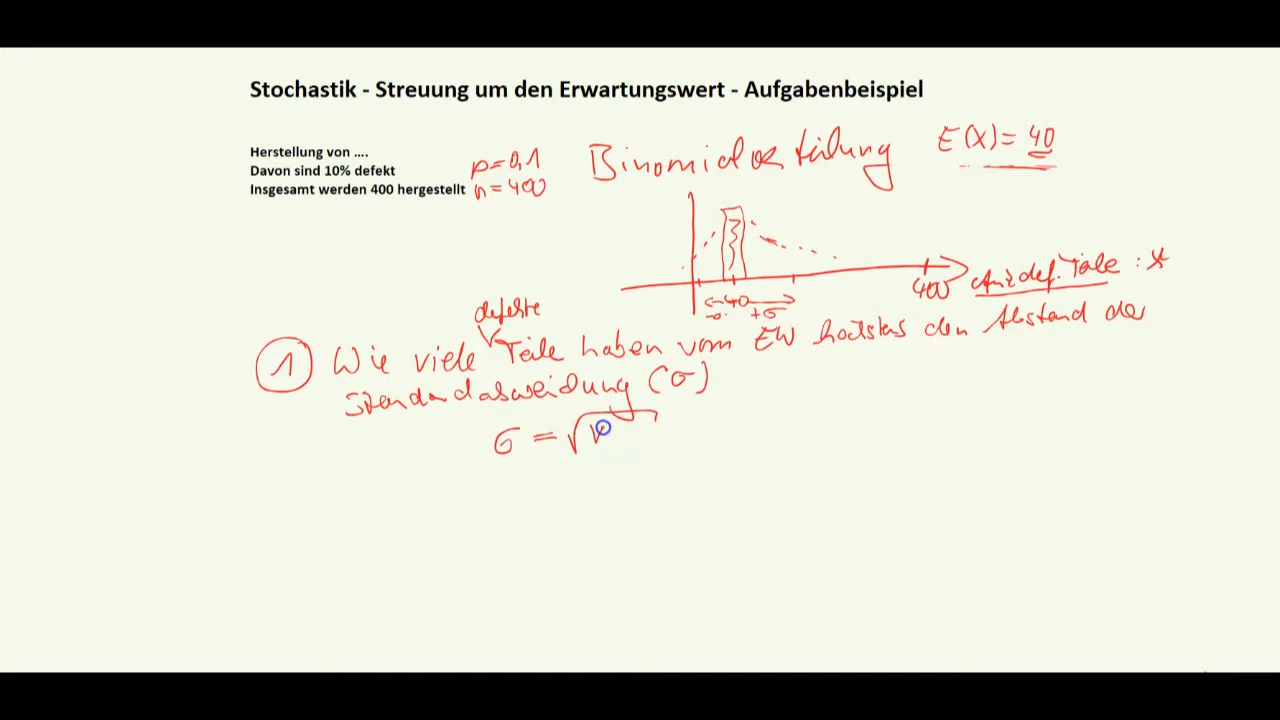 Stochastik - Streuung um den Erwartungswert - Aufgabenbeispiel
Herstellung von ....
Davon sind 10% defekt
Insgesamt werden 400 hergestellt
p=0,1
n=400
Binomialverteilung
E(X)=40
400
Anz def. Teile : X
40
-σ
+σ
defekte
1 Wie viele Teile haben vom EW höchstens den Abstand der
Standardabweichung (σ)
σ = √V